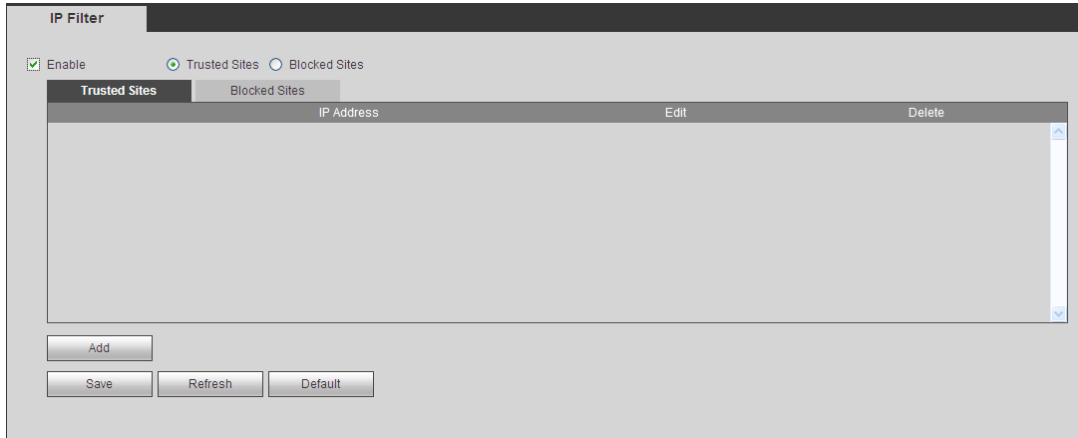 IP Filter
Enable Trusted Sites Blocked Sites
Trusted Sites Blocked Sites
IP Address Edit Delete
Add
Save Refresh Default